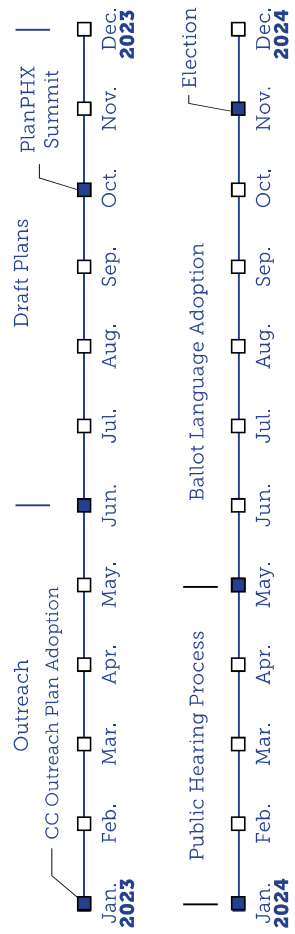 Outreach
Draft Plans
CC Outreach Plan Adoption
PlanPHX
Summit
Jan.
2023
Feb.
Mar.
Apr.
May.
Jun.
Jul.
Aug.
Sep.
Oct.
Nov.
Dec.
2023
Public Hearing Process
Ballot Language Adoption
Election
Jan.
2024
Feb.
Mar.
Apr.
May.
Jun.
Jul.
Aug.
Sep.
Oct.
Nov.
Dec.
2024